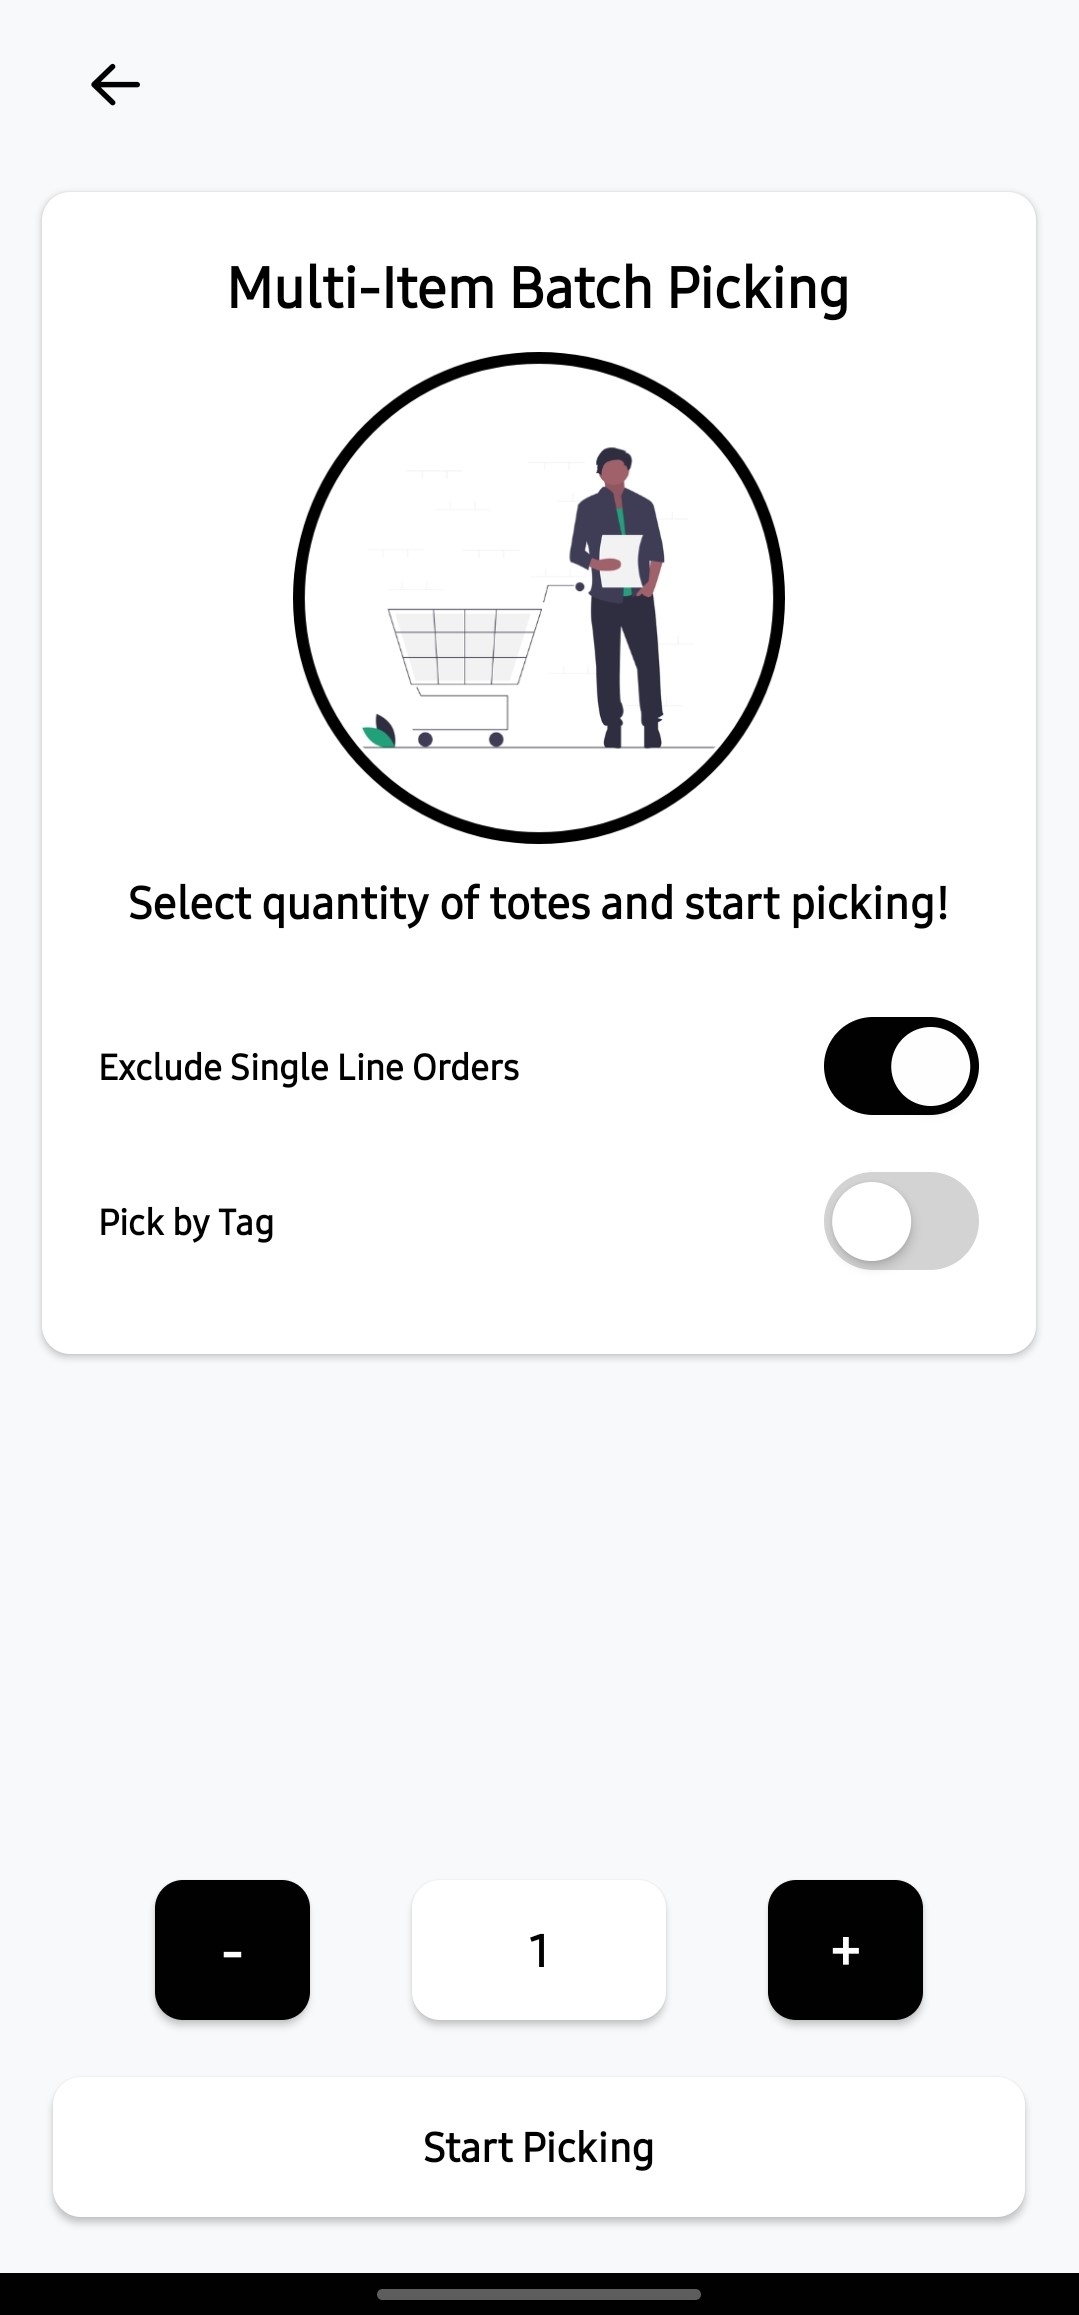 Multi-Item Batch Picking
Select quantity of totes and start picking!
Exclude Single Line Orders
Pick by Tag
- 1 +
Start Picking